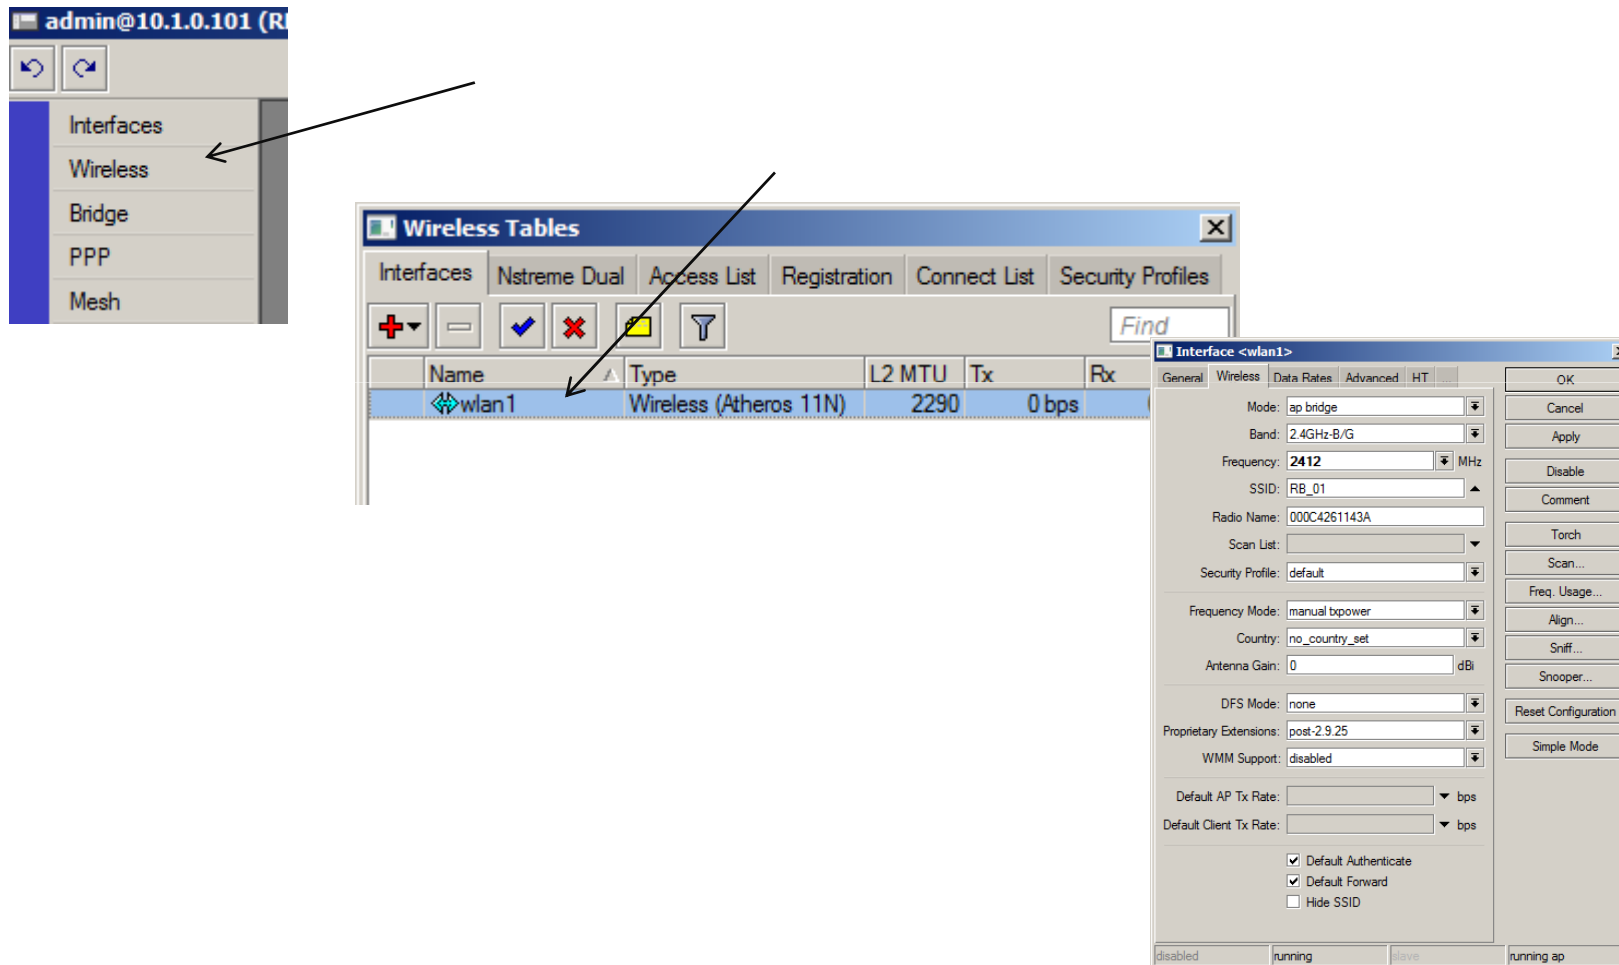 admin@10.1.0.101 (R
Interfaces
Wireless
Bridge
PPP
Mesh
Wireless Tables
Interfaces Nstreme Dual Access List Registration Connect List Security Profiles
Find
Name Type L2 MTU Tx Rx
wlan1 Wireless (Atheros 11N) 2290 0 bps
Interface <wlan1>
General Wireless Data Rates Advanced HT ...
Mode: ap bridge
Band: 2.4GHz-B/G
Frequency: 2412 MHz
SSID: RB_01
Radio Name: 000C4261143A
Scan List:
Security Profile: default
Frequency Mode: manual txpower
Country: no_country_set
Antenna Gain: 0 dBi
DFS Mode: none
Proprietary Extensions: post-2.9.25
WMM Support: disabled
Default AP Tx Rate: bps
Default Client Tx Rate: bps
Default Authenticate
Default Forward
Hide SSID
OK
Cancel
Apply
Disable
Comment
Torch
Scan...
Freq. Usage...
Align...
Sniff...
Snooper...
Reset Configuration
Simple Mode
disabled running slave running ap